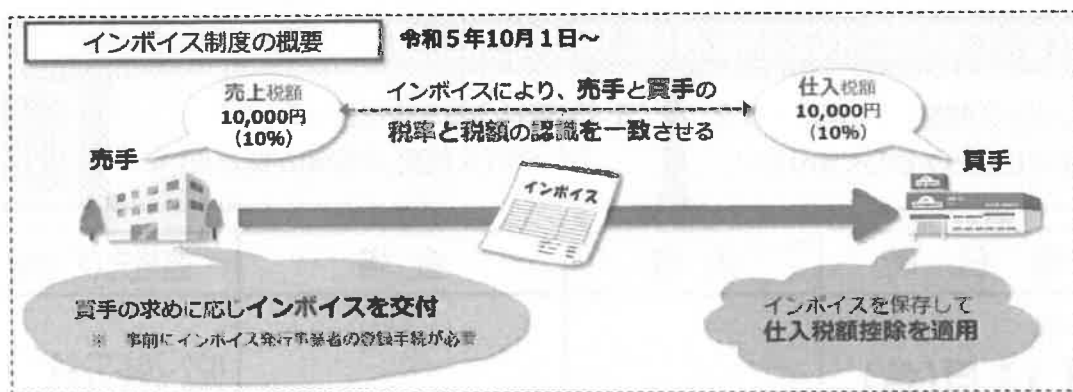 インボイス制度の概要
令和5年10月1日~
売上税額
10,000円
(10%)
インボイスにより、売手と買手の
税率と税額の認識を一致させる
仕入税額
10,000円
(10%)
売手
買手
インボイス
買手の求めに応じインボイスを交付
※ 事前にインボイス発行事業者の登録手続が必要
インボイスを保存して
仕入税額控除を適用